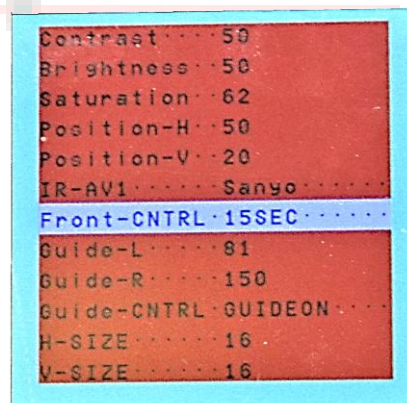 Contrast····50
Brightness··50
Saturation··62
Position-H··50
Position-V··20
IR-AV1······Sanyo······
Front-CNTRL·15SEC······
Guide-L·····81
Guide-R·····150
Guide-CNTRL·GUIDEON····
H-SIZE······16
V-SIZE······16